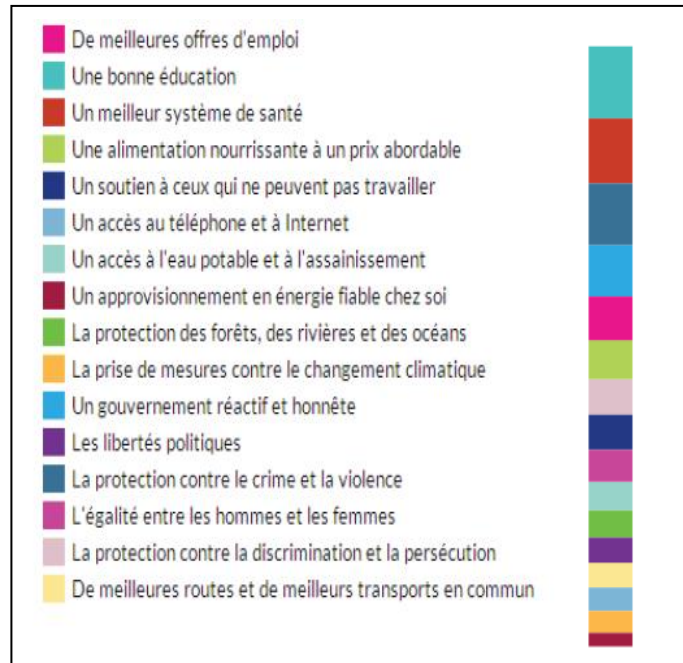 De meilleures offres d'emploi
Une bonne éducation
Un meilleur système de santé
Une alimentation nourrissante à un prix abordable
Un soutien à ceux qui ne peuvent pas travailler
Un accès au téléphone et à Internet
Un accès à l'eau potable et à l'assainissement
Un approvisionnement en énergie fiable chez soi
La protection des forêts, des rivières et des océans
La prise de mesures contre le changement climatique
Un gouvernement réactif et honnête
Les libertés politiques
La protection contre le crime et la violence
L'égalité entre les hommes et les femmes
La protection contre la discrimination et la persécution
De meilleures routes et de meilleurs transports en commun